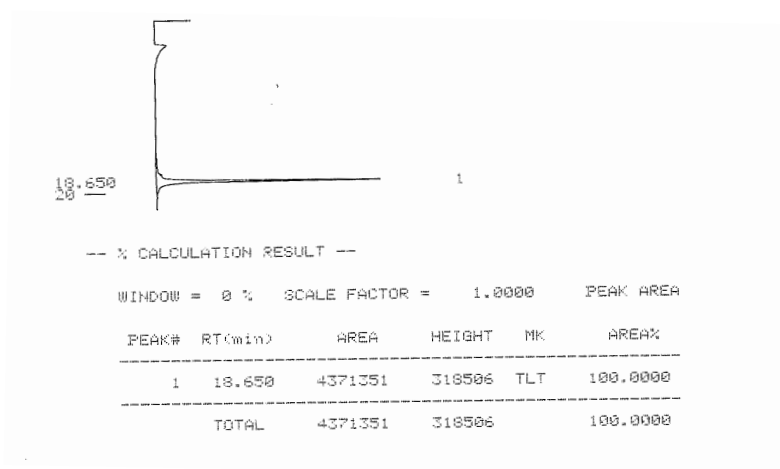 18.650 1
20
-- % CALCULATION RESULT --
WINDOW = 0 % SCALE FACTOR = 1.0000 PEAK AREA
PEAK# RT(min) AREA HEIGHT MK AREA%
1 18.650 4371351 318506 TLT 100.0000
TOTAL 4371351 318506 100.0000